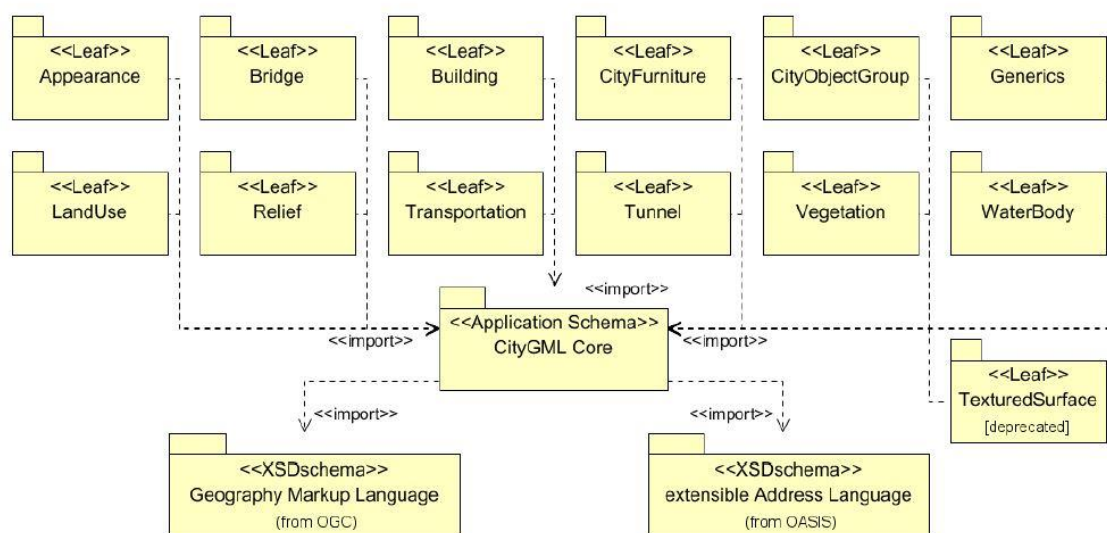 <<Leaf>>
Appearance
<<Leaf>>
Bridge
<<Leaf>>
Building
<<Leaf>>
CityFurniture
<<Leaf>>
CityObjectGroup
<<Leaf>>
Generics
<<Leaf>>
LandUse
<<Leaf>>
Relief
<<Leaf>>
Transportation
<<Leaf>>
Tunnel
<<Leaf>>
Vegetation
<<Leaf>>
WaterBody
<<import>>
<<Application Schema>>
CityGML Core
<<import>>
<<import>>
<<Leaf>>
TexturedSurface
[deprecated]
<<import>>
<<import>>
<<XSDschema>>
Geography Markup Language
(from OGC)
<<XSDschema>>
extensible Address Language
(from OASIS)